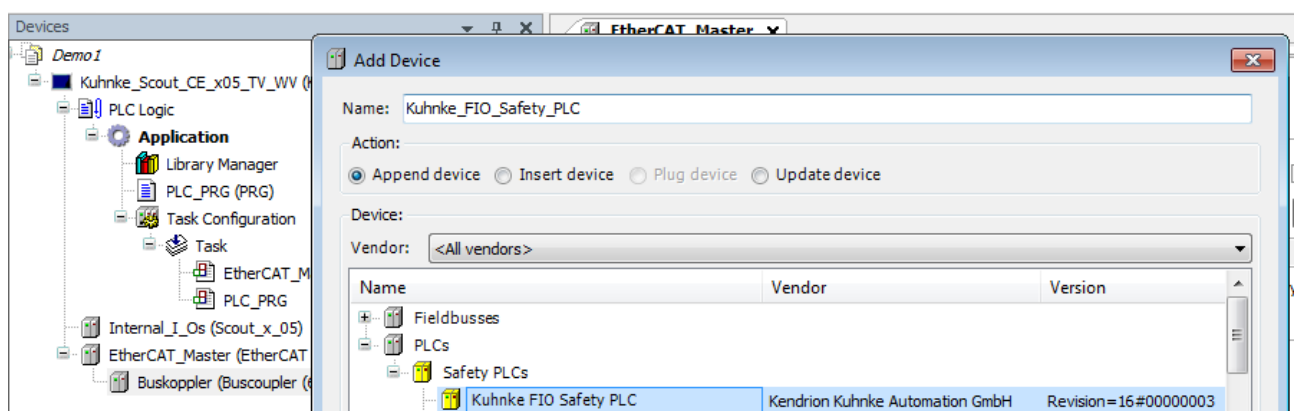 Devices
Demo1
Kuhnke_Scout_CE_x05_TV_WV (
PLC Logic
Application
Library Manager
PLC_PRG (PRG)
Task Configuration
Task
EtherCAT_M
PLC_PRG
Internal_I_Os (Scout_x_05)
EtherCAT_Master (EtherCAT
Buskoppler (Buscoupler (
EtherCAT_Master
Add Device
Name: Kuhnke_FIO_Safety_PLC
Action:
Append device Insert device Plug device Update device
Device:
Vendor: <All vendors>
Name Vendor Version
Fieldbusses
PLCs
Safety PLCs
Kuhnke FIO Safety PLC Kendrion Kuhnke Automation GmbH Revision=16#00000003